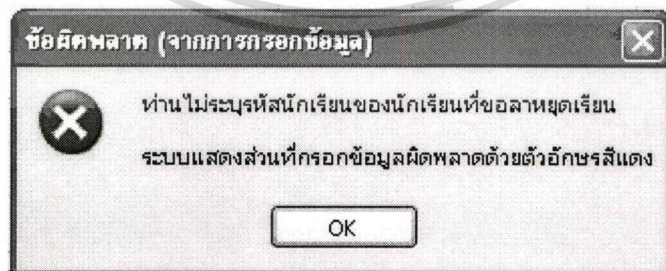 ข้อผิดพลาด (จากการกรอกข้อมูล)
ท่านไม่ระบุรหัสนักเรียนของนักเรียนที่ขอลาหยุดเรียน
ระบบแสดงส่วนที่กรอกข้อมูลผิดพลาดด้วยตัวอักษรสีแดง
OK